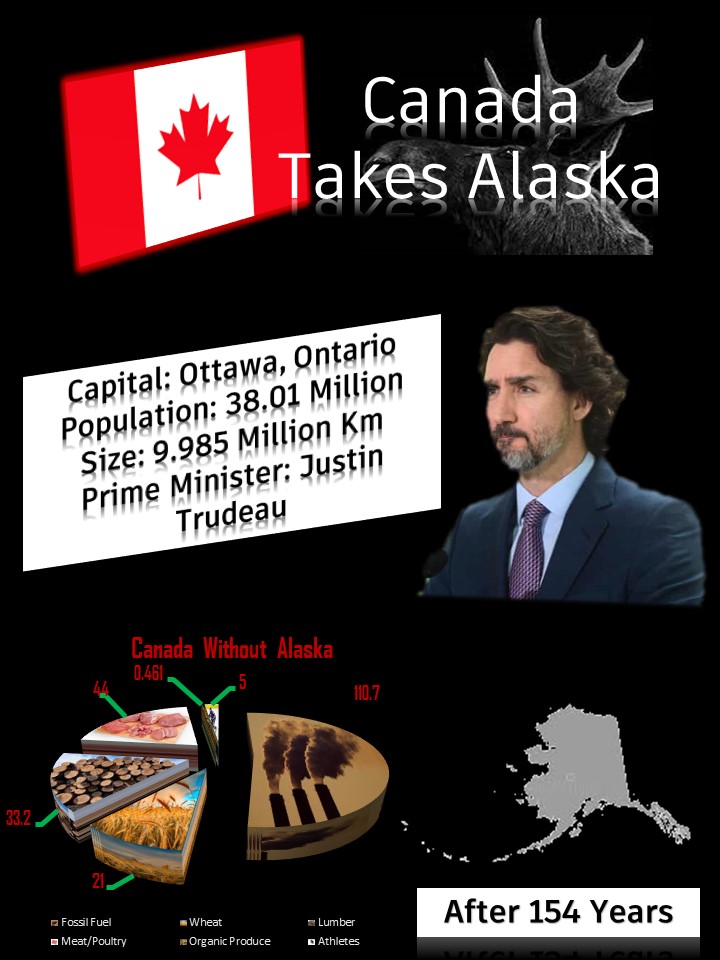 Canada
Takes Alaska
Capital: Ottawa, Ontario
Population: 38.01 Million
Size: 9.985 Million Km
Prime Minister: Justin
Trudeau
Canada Without Alaska
0.461
5
44
110.7
33.2
21
Fossil Fuel
Wheat
Lumber
Meat/Poultry
Organic Produce
Athletes
After 154 Years